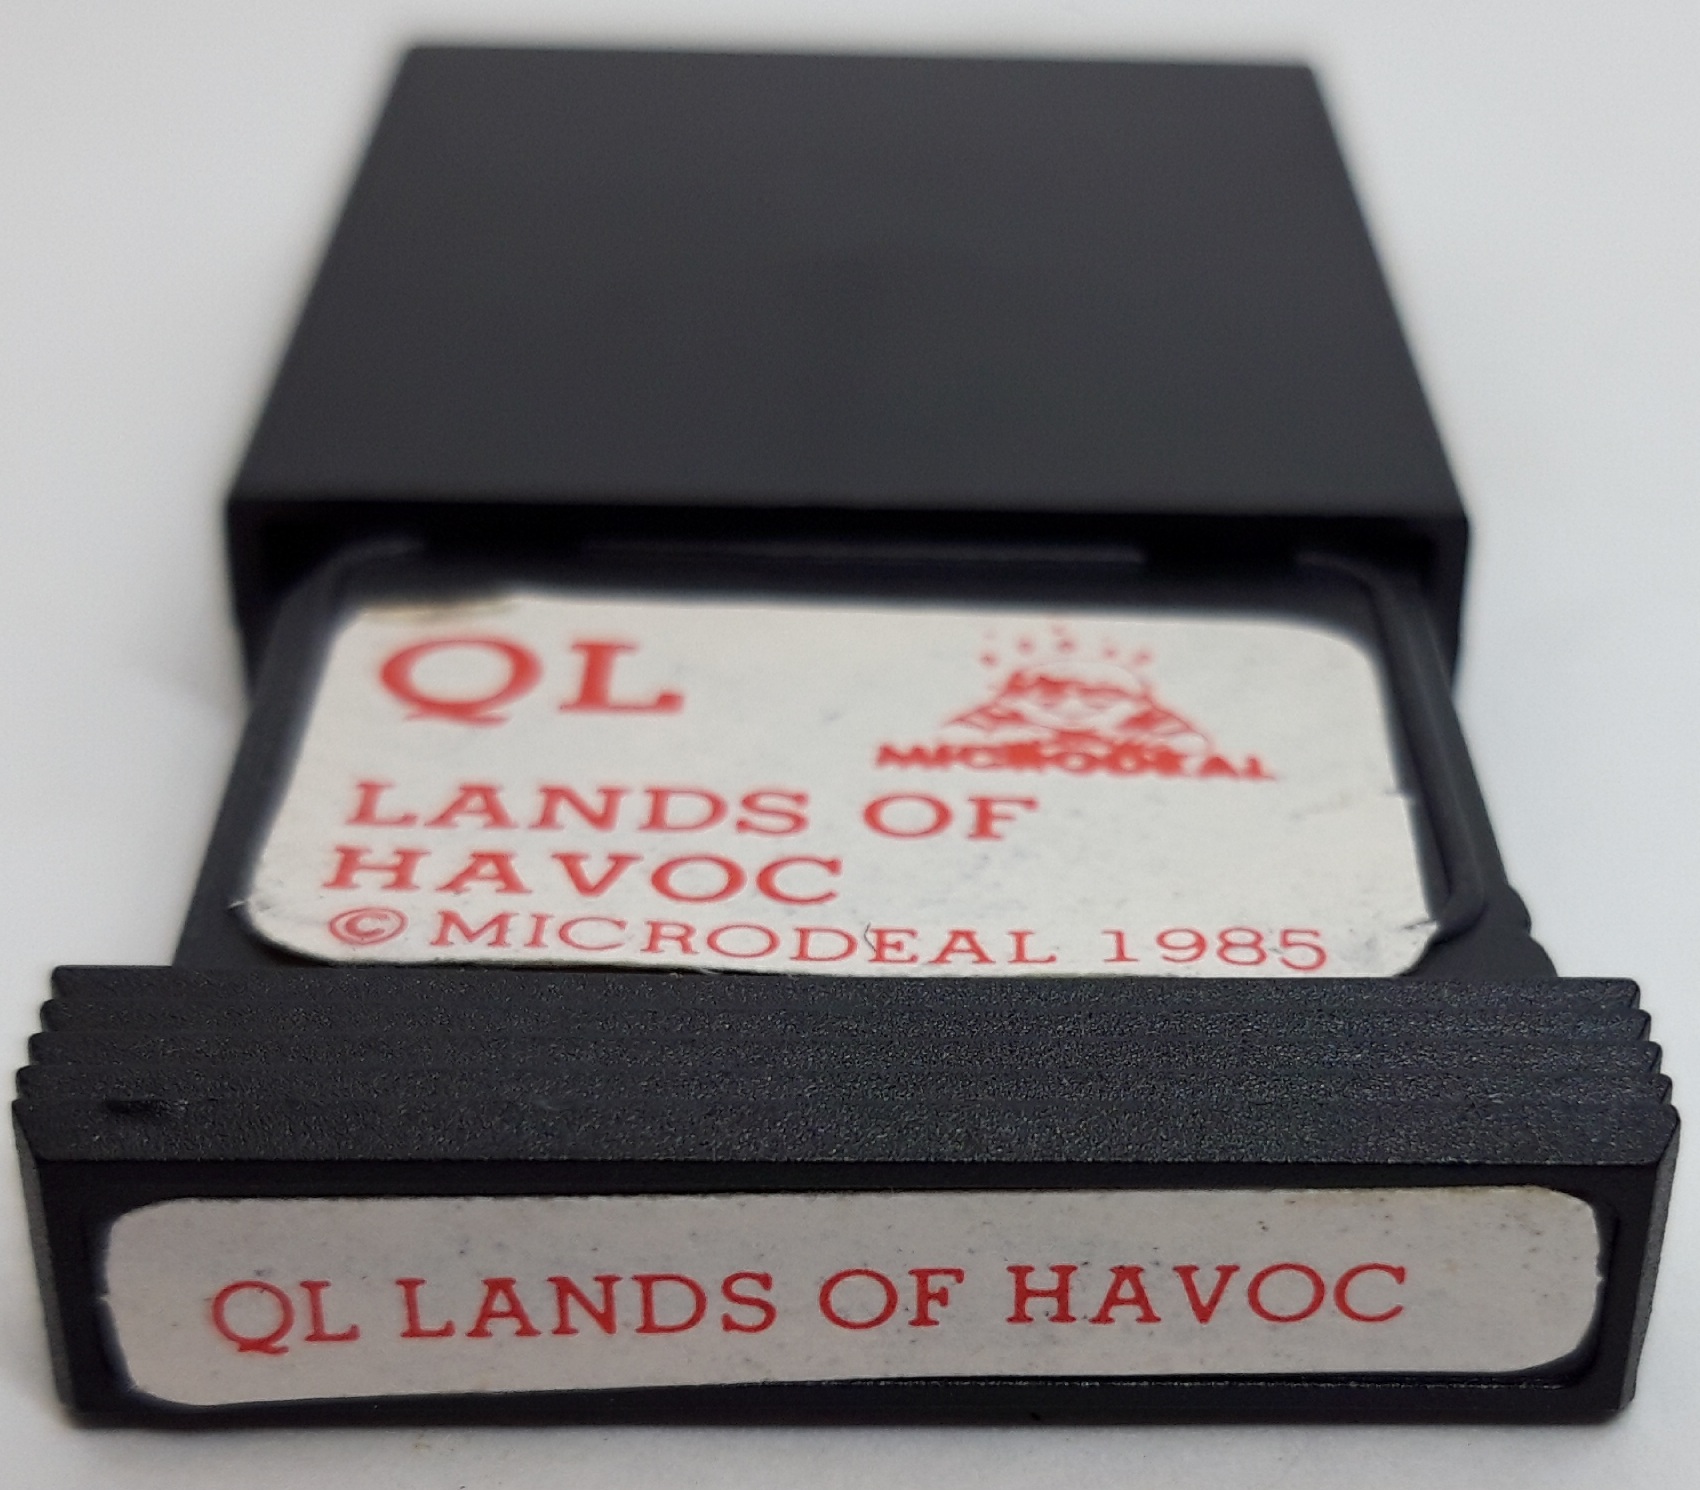 QL
MICRODEAL
LANDS OF
HAVOC
© MICRODEAL 1985
QL LANDS OF HAVOC